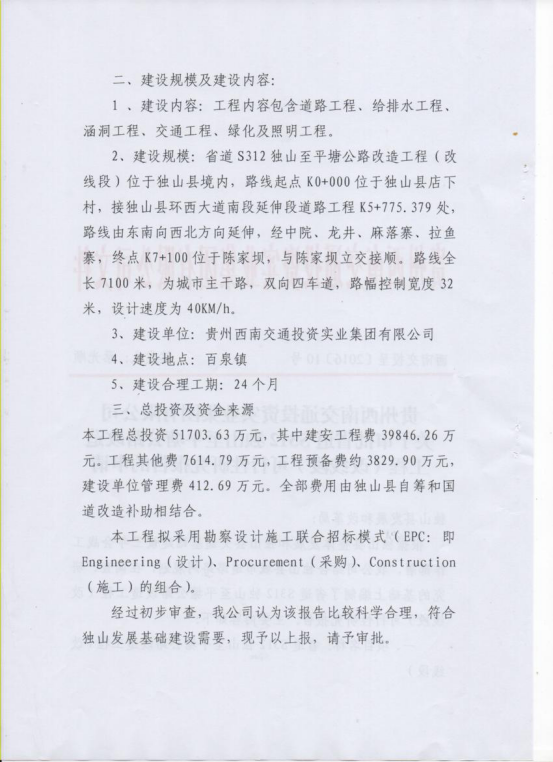 二、建设规模及建设内容:
1、建设内容: 工程内容包含道路工程、给排水工程、
涵洞工程、交通工程、绿化及照明工程。
2、建设规模: 省道 S312 独山至平塘公路改造工程（改
线段）位于独山县境内, 路线起点 K0+000 位于独山县店下
村, 接独山县环西大道南段延伸段道路工程 K5+775.379 处,
路线由东南向西北方向延伸, 经中院、龙井、麻落寨、拉鱼
寨, 终点 K7+100 位于陈家坝, 与陈家坝立交接顺。路线全
长 7100 米, 为城市主干路, 双向四车道, 路幅控制宽度 32
米, 设计速度为 40KM/h。
3、建设单位: 贵州西南交通投资实业集团有限公司
4、建设地点: 百泉镇
5、建设合理工期: 24 个月
三、总投资及资金来源
本工程总投资 51703.63 万元, 其中建安工程费 39846.26 万
元。工程其他费 7614.79 万元, 工程预备费约 3829.90 万元,
建设单位管理费 412.69 万元。全部费用由独山县自筹和国
道改造补助相结合。
本工程拟采用勘察设计施工联合招标模式（EPC: 即
Engineering（设计）、Procurement（采购）、Construction
（施工）的组合）。
经过初步审查, 我公司认为该报告比较科学合理, 符合
独山发展基础建设需要, 现予以上报, 请予审批。